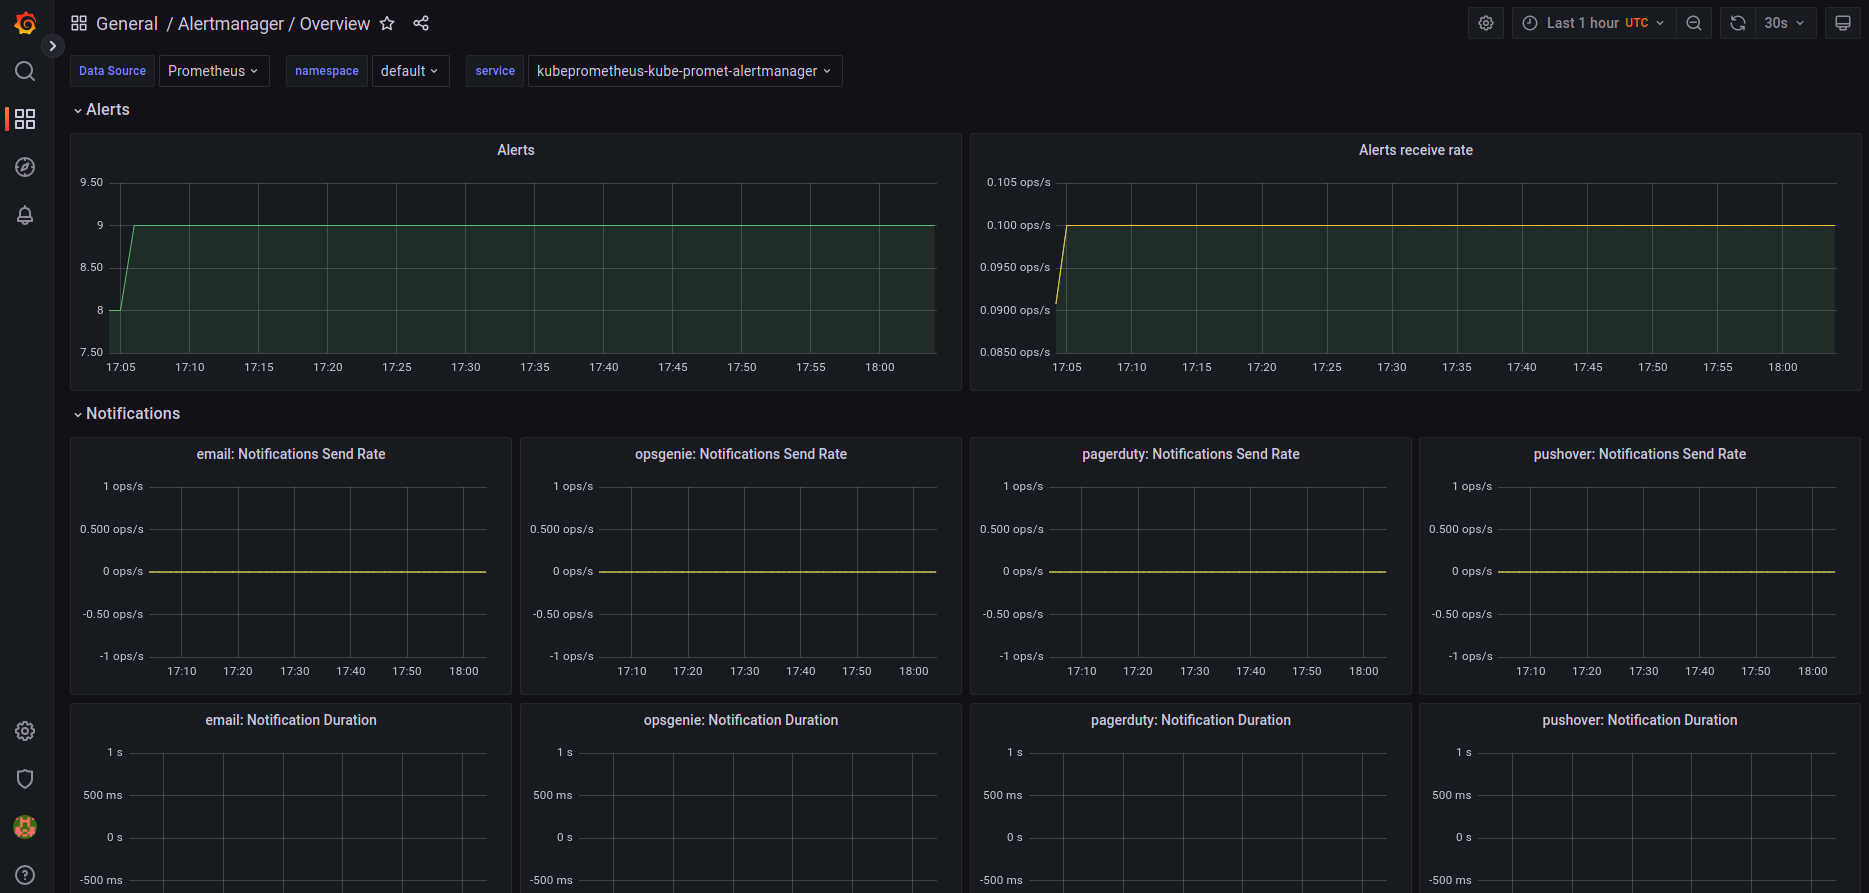 General / Alertmanager / Overview
Last 1 hour UTC
30s
Data Source Prometheus namespace default service kubeprometheus-kube-promet-alertmanager
Alerts
Alerts
9.50
9
8.50
8
7.50
17:05 17:10 17:15 17:20 17:25 17:30 17:35 17:40 17:45 17:50 17:55 18:00
Alerts receive rate
0.105 ops/s
0.100 ops/s
0.0950 ops/s
0.0900 ops/s
0.0850 ops/s
17:05 17:10 17:15 17:20 17:25 17:30 17:35 17:40 17:45 17:50 17:55 18:00
Notifications
email: Notifications Send Rate
1 ops/s
0.500 ops/s
0 ops/s
-0.50 ops/s
-1 ops/s
17:10 17:20 17:30 17:40 17:50 18:00
opsgenie: Notifications Send Rate
1 ops/s
0.500 ops/s
0 ops/s
-0.50 ops/s
-1 ops/s
17:10 17:20 17:30 17:40 17:50 18:00
pagerduty: Notifications Send Rate
1 ops/s
0.500 ops/s
0 ops/s
-0.50 ops/s
-1 ops/s
17:10 17:20 17:30 17:40 17:50 18:00
pushover: Notifications Send Rate
1 ops/s
0.500 ops/s
0 ops/s
-0.50 ops/s
-1 ops/s
17:10 17:20 17:30 17:40 17:50 18:00
email: Notification Duration
1 s
500 ms
0 s
-500 ms
opsgenie: Notification Duration
1 s
500 ms
0 s
-500 ms
pagerduty: Notification Duration
1 s
500 ms
0 s
-500 ms
pushover: Notification Duration
1 s
500 ms
0 s
-500 ms